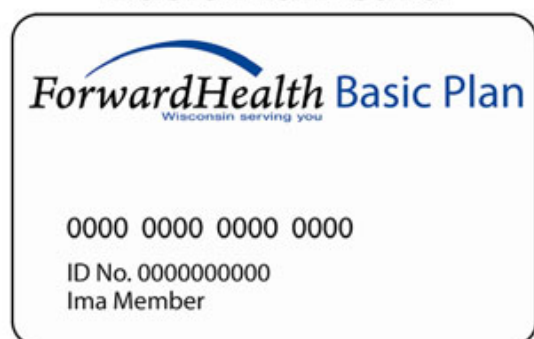 ForwardHealth Basic Plan
Wisconsin serving you
0000 0000 0000 0000
ID No. 0000000000
Ima Member